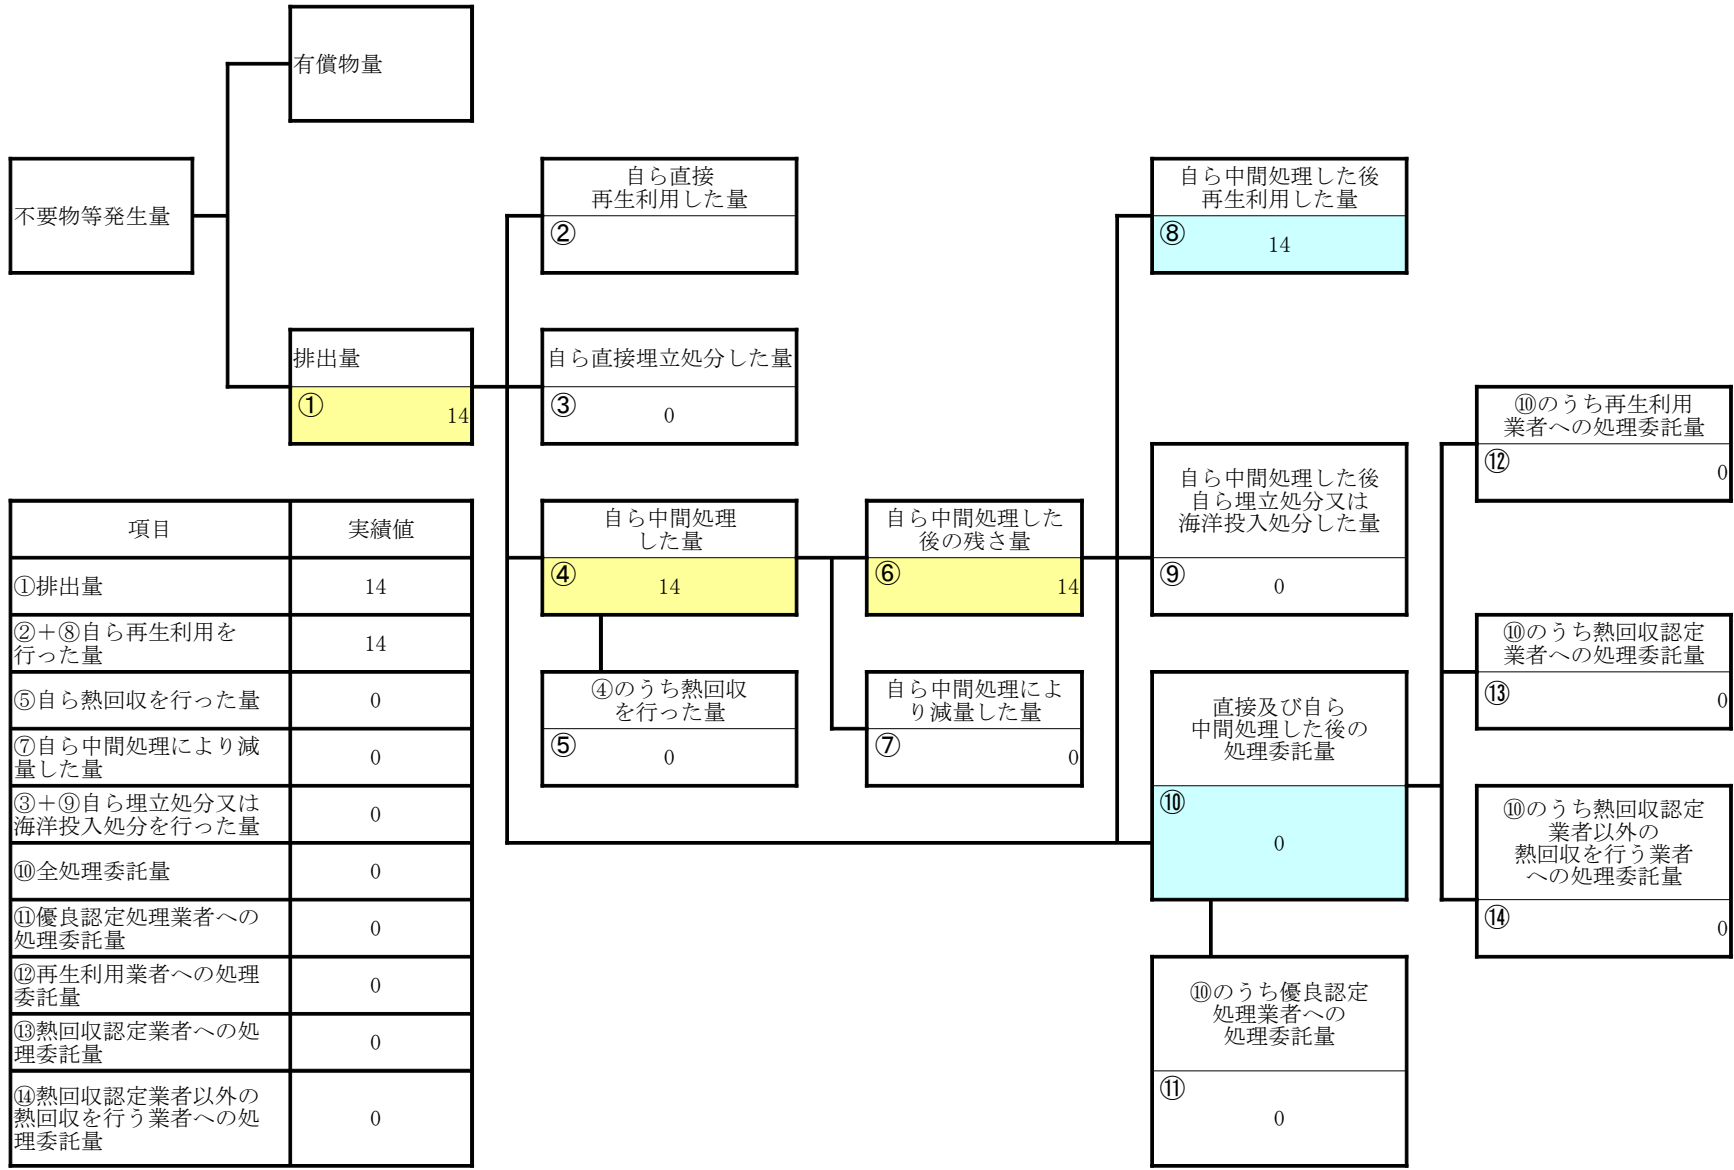 有償物量
不要物等発生量
自ら直接
再生利用した量
②
自ら中間処理した後
再生利用した量
⑧
14
排出量
①
14
自ら直接埋立処分した量
③
0
⑩のうち再生利用
業者への処理委託量
⑫
0
自ら中間処理
した量
④
14
自ら中間処理した
後の残さ量
⑥
14
自ら中間処理した後
自ら埋立処分又は
海洋投入処分した量
⑨
0
⑩のうち熱回収認定
業者への処理委託量
⑬
0
④のうち熱回収
を行った量
⑤
0
自ら中間処理によ
り減量した量
⑦
0
直接及び自ら
中間処理した後の
処理委託量
⑩
0
⑩のうち熱回収認定
業者以外の
熱回収を行う業者
への処理委託量
⑭
0
⑩のうち優良認定
処理業者への
処理委託量
⑪
0
項目 実績値
①排出量 14
②＋⑧自ら再生利用を
行った量 14
⑤自ら熱回収を行った量 0
⑦自ら中間処理により減
量した量 0
③＋⑨自ら埋立処分又は
海洋投入処分を行った量 0
⑩全処理委託量 0
⑪優良認定処理業者への
処理委託量 0
⑫再生利用業者への処理
委託量 0
⑬熱回収認定業者への処
理委託量 0
⑭熱回収認定業者以外の
熱回収を行う業者への処
理委託量 0